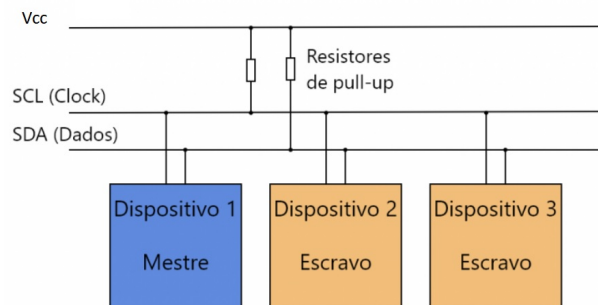 Vcc
Resistores
de pull-up
SCL (Clock)
SDA (Dados)
Dispositivo 1
Mestre
Dispositivo 2
Escravo
Dispositivo 3
Escravo